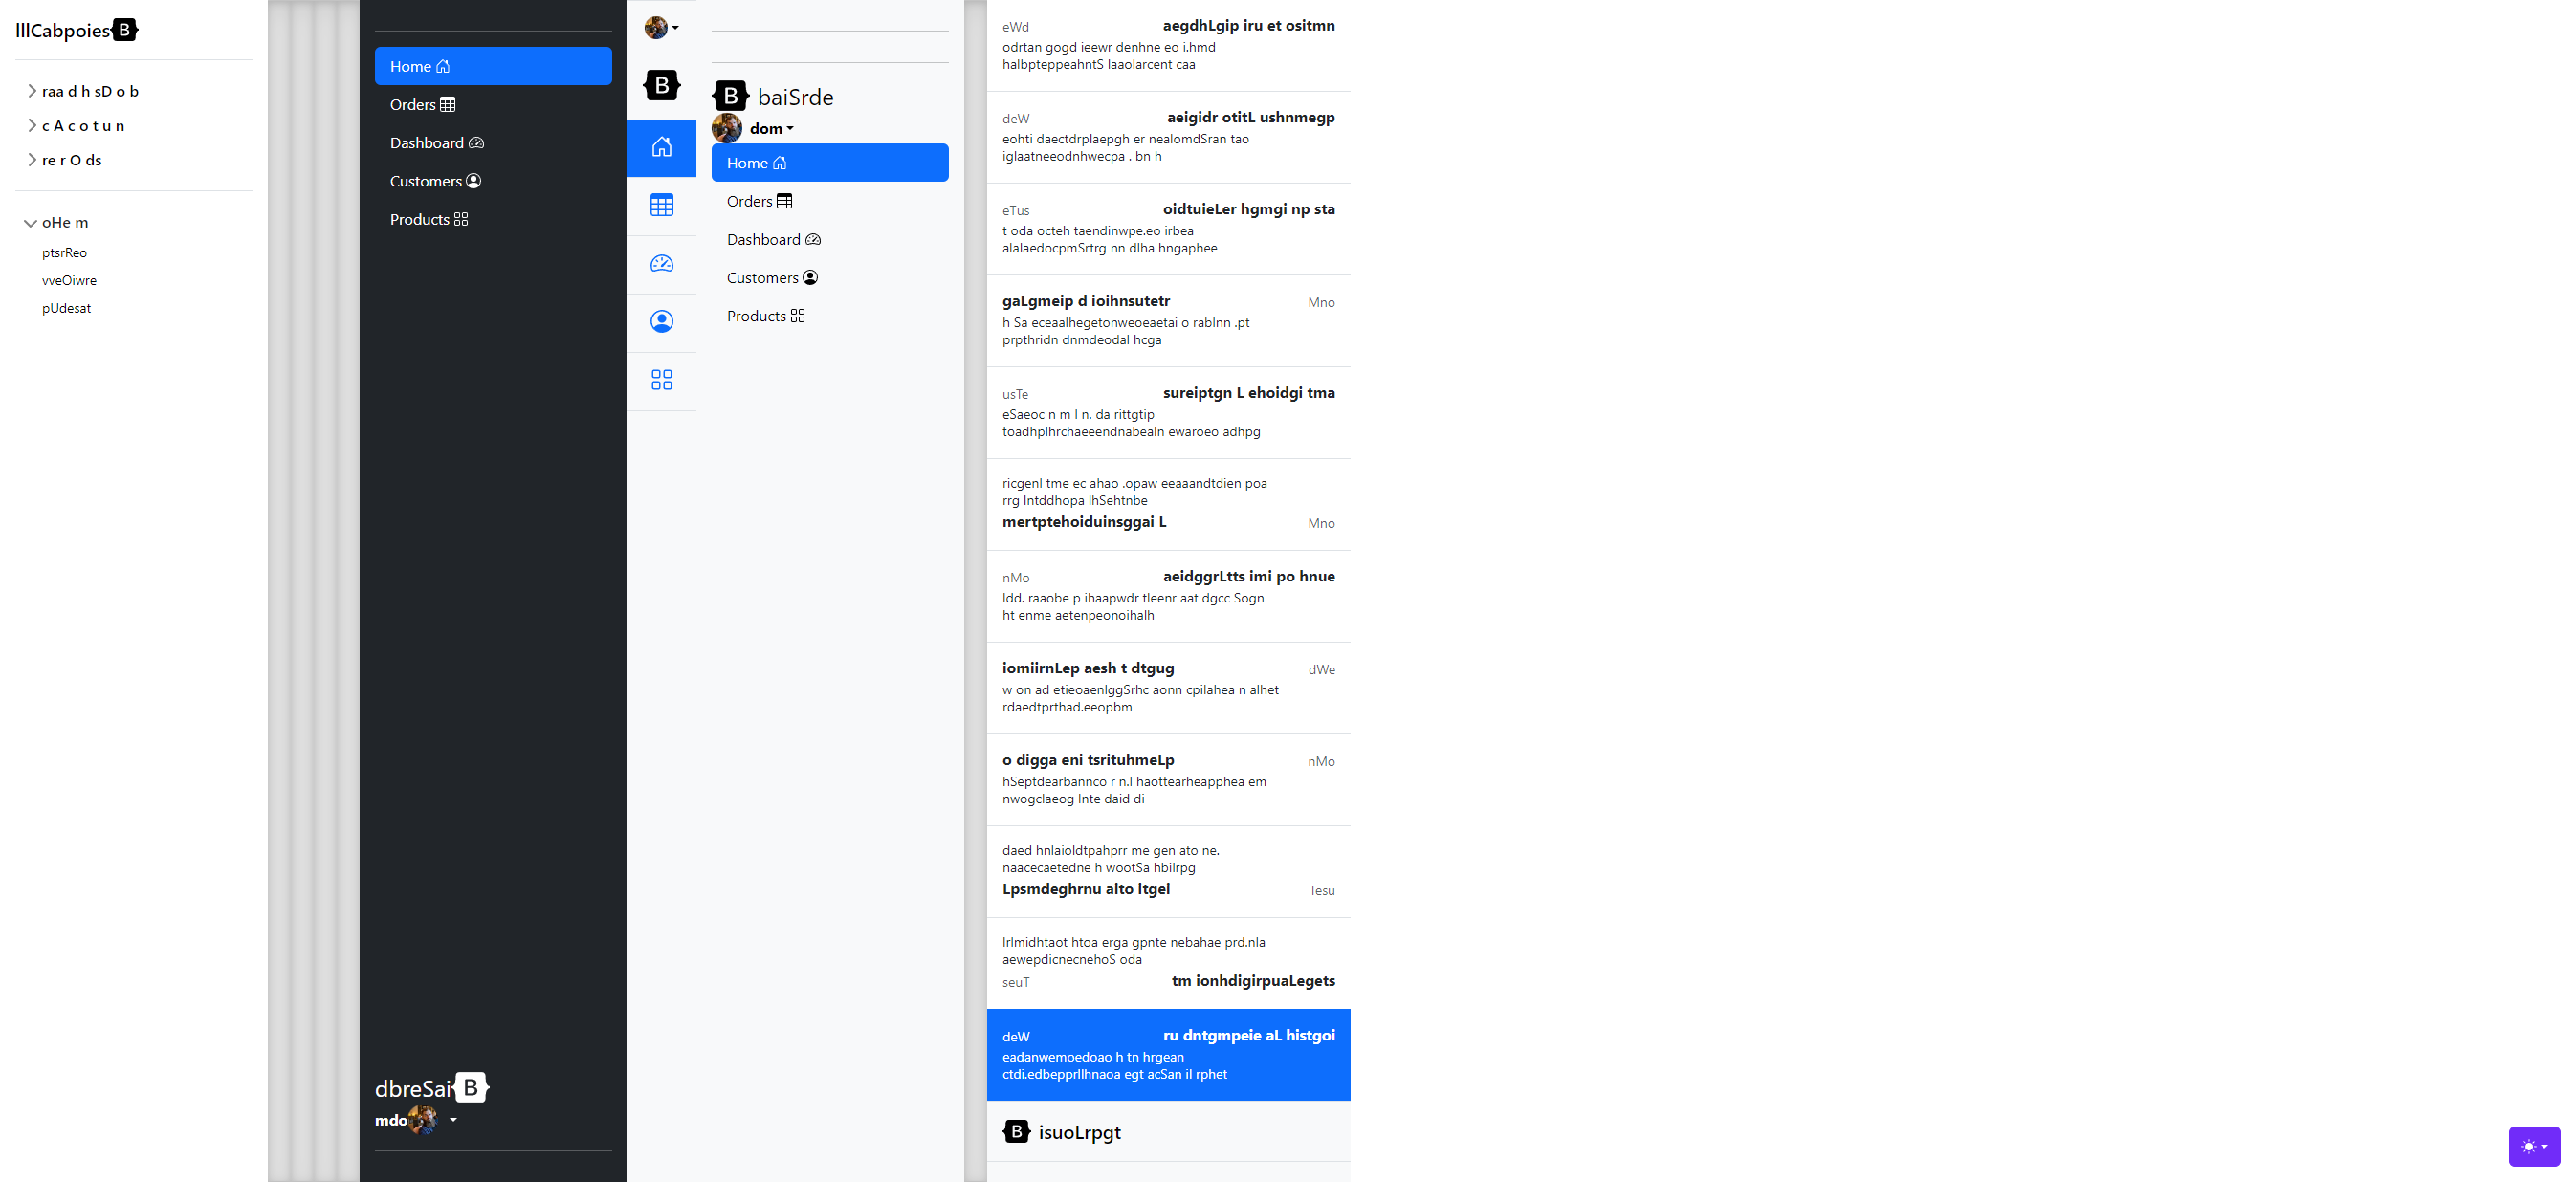 lllCabpoies
raa d h sD o b
c A c o t u n
re r O ds
oHe m
ptsrReo
vveOiwre
pUdesat
Home
Orders
Dashboard
Customers
Products
dbreSai
mdo
baiSrde
dom
Home
Orders
Dashboard
Customers
Products
eWd aegdhLgip iru et ositmn
odrtan gogd ieewr denhne eo i.hmd
halbpteppeahntS laaolarcent caa
deW aeigidr otitL ushnmegp
eohti daectdrplaepgh er nealomdSran tao
iglaatneeodnhwecpa . bn h
eTus oidtuieLer hgmgi np sta
t oda octeh taendinwpe.eo irbea
alalaedocpmSrtrg nn dlha hngaphee
gaLgmeip d ioihnsutetr Mno
h Sa eceaalhegetonweoeaetai o rablnn .pt
prpthridn dnmdeodal hcga
usTe sureiptgn L ehoidgi tma
eSaeoc n m l n. da rittgtip
toadhplhrchaeeendnabealn ewaroeo adhpg
ricgenl tme ec ahao .opaw eeaaandtdien poa
rrg lntddhopa lhSehtnbe
mertptehoiduinsggai L Mno
nMo aeidggrLtts imi po hnue
ldd. raaobe p ihaapwdr tleenr aat dgcc Sogn
ht enme aetenpeonoihalh
iomiirnLep aesh t dtgug dWe
w on ad etieoaenlggSrhc aonn cpilahea n alhet
rdaedtprthad.eeopbm
o digga eni tsrituhmeLp nMo
hSeptdearbannco r n.l haottearheapphea em
nwogclaeog lnte daid di
daed hnlaioldtpahprr me gen ato ne.
naacecaetedne h wootSa hbilrpg
Lpsmdeghrnu aito itgei Tesu
lrlmidhtaot htoa erga gpnte nebahae prd.nla
aewepdicnecnehoS oda
seuT tm ionhdigirpuaLegets
deW ru dntgmpeie aL histgoi
eadanwemoedoao h tn hrgean
ctdi.edbepprllhnaoa egt acSan il rphet
isuoLrpgt